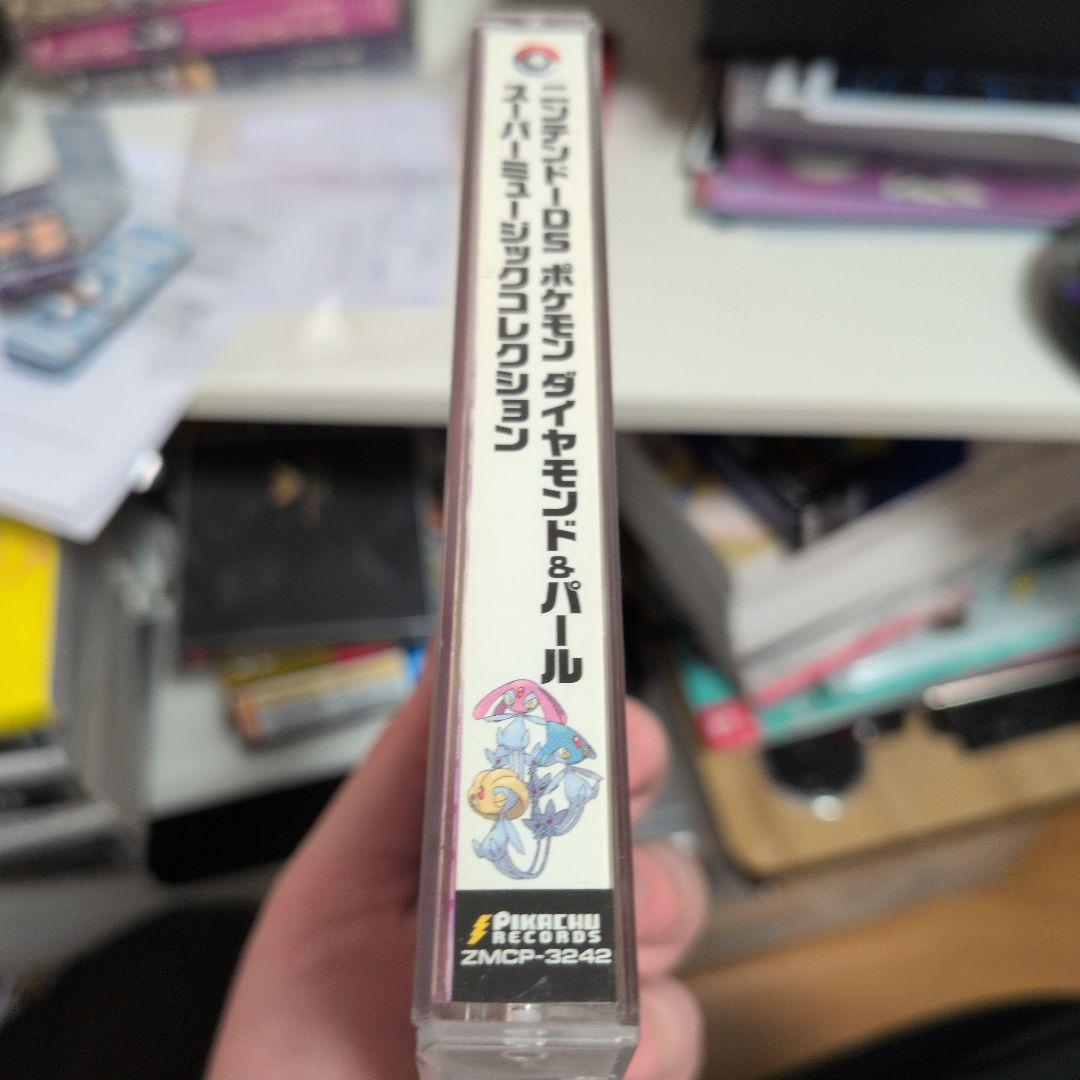 ニンテンドーDS ポケモン ダイヤモンド&パール
スーパーミュージックコレクション
PIKACHU
RECORDS
ZMCP-3242